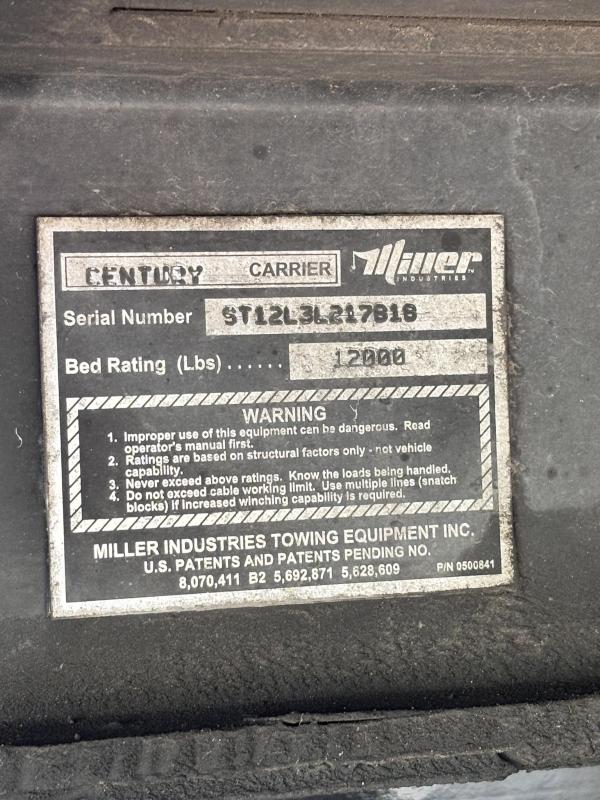 CENTURY CARRIER Miller
INDUSTRIES
Serial Number ST12L3L217818
Bed Rating (Lbs) ...... 12000
WARNING
1. Improper use of this equipment can be dangerous. Read
operator's manual first.
2. Ratings are based on structural factors only - not vehicle
capability.
3. Never exceed above ratings. Know the loads being handled.
4. Do not exceed cable working limit. Use multiple lines (snatch
blocks) if increased winching capability is required.
MILLER INDUSTRIES TOWING EQUIPMENT INC.
U.S. PATENTS AND PATENTS PENDING NO.
8,070,411 B2 5,692,871 5,628,609 P/N 0500841